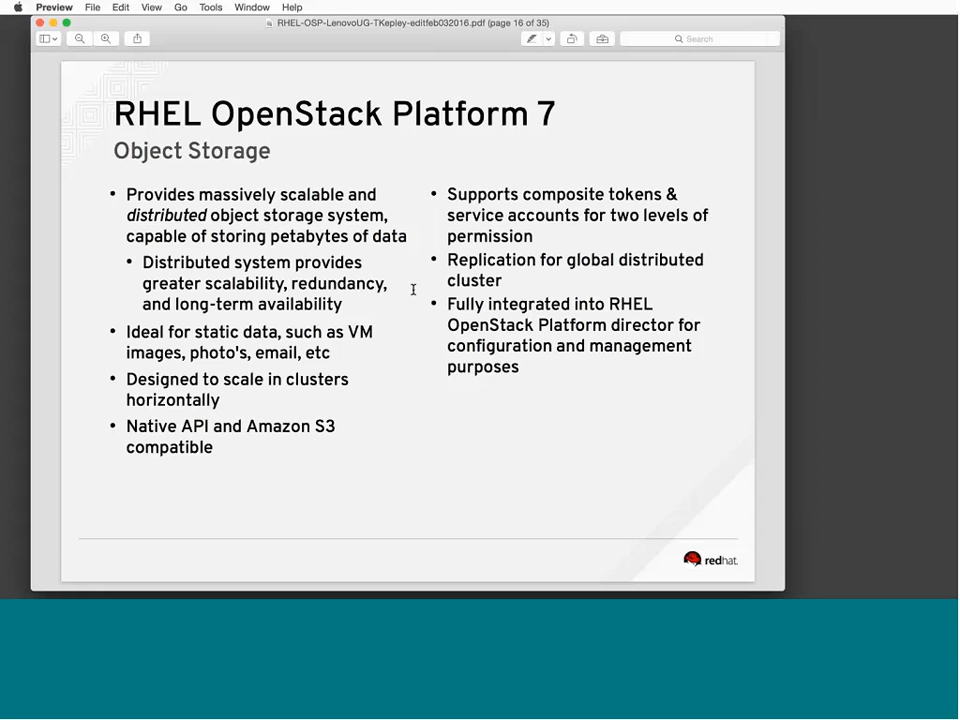 Preview File Edit View Go Tools Window Help
RHEL-OSP-LenovoUG-TKepley-editfeb032016.pdf (page 16 of 35)
Search
RHEL OpenStack Platform 7
Object Storage
• Provides massively scalable and
distributed object storage system,
capable of storing petabytes of data
• Distributed system provides
greater scalability, redundancy,
and long-term availability
• Ideal for static data, such as VM
images, photo's, email, etc
• Designed to scale in clusters
horizontally
• Native API and Amazon S3
compatible
• Supports composite tokens &
service accounts for two levels of
permission
• Replication for global distributed
cluster
• Fully integrated into RHEL
OpenStack Platform director for
configuration and management
purposes
redhat.